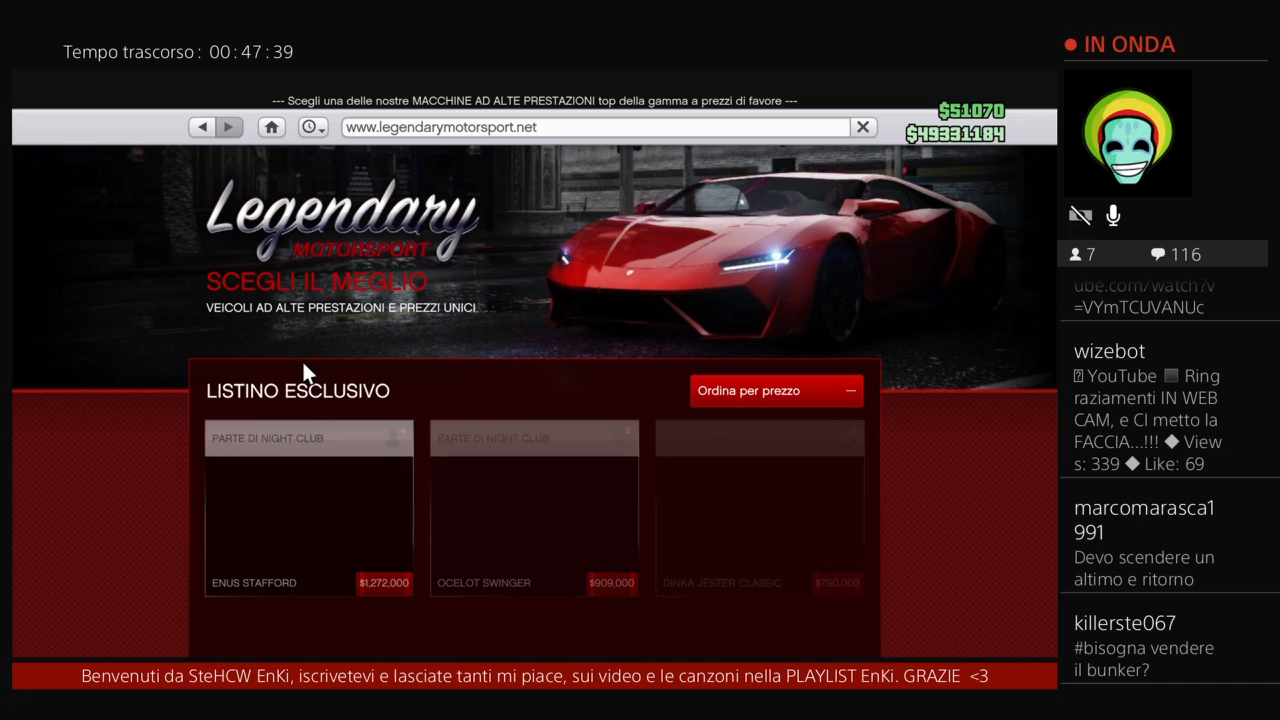 Tempo trascorso: 00:47:39
IN ONDA
--- Scegli una delle nostre MACCHINE AD ALTE PRESTAZIONI top della gamma a prezzi di favore ---
www.legendarymotorsport.net
$51070
$49331184
Legendary
MOTORSPORT
SCEGLI IL MEGLIO
VEICOLI AD ALTE PRESTAZIONI E PREZZI UNICI.
LISTINO ESCLUSIVO
Ordina per prezzo
PARTE DI NIGHT CLUB
PARTE DI NIGHT CLUB
ENUS STAFFORD
$1,272,000
OCELOT SWINGER
$909,000
DINKA JESTER CLASSIC
$790,000
7
116
ube.com/watch?v
=VYmTCUVANUc
wizebot
YouTube Ring
raziamenti IN WEB
CAM, e CI metto la
FACCIA...!!! ◆ View
s: 339 ◆ Like: 69
marcomarasca1
991
Devo scendere un
altimo e ritorno
killerste067
#bisogna vendere
il bunker?
Benvenuti da SteHCW EnKi, iscrivetevi e lasciate tanti mi piace, sui video e le canzoni nella PLAYLIST EnKi. GRAZIE <3